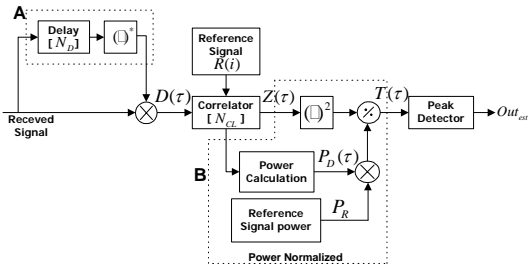 A
Delay
[ N_D ]
(□)*
Reference
Signal
R(i)
D(τ)
Receved
Signal
Correlator
[ N_CL ]
Z(τ)
(□)²
T(τ)
Peak
Detector
Out_est
B
Power
Calculation
P_D(τ)
Reference
Signal power
P_R
Power Normalized